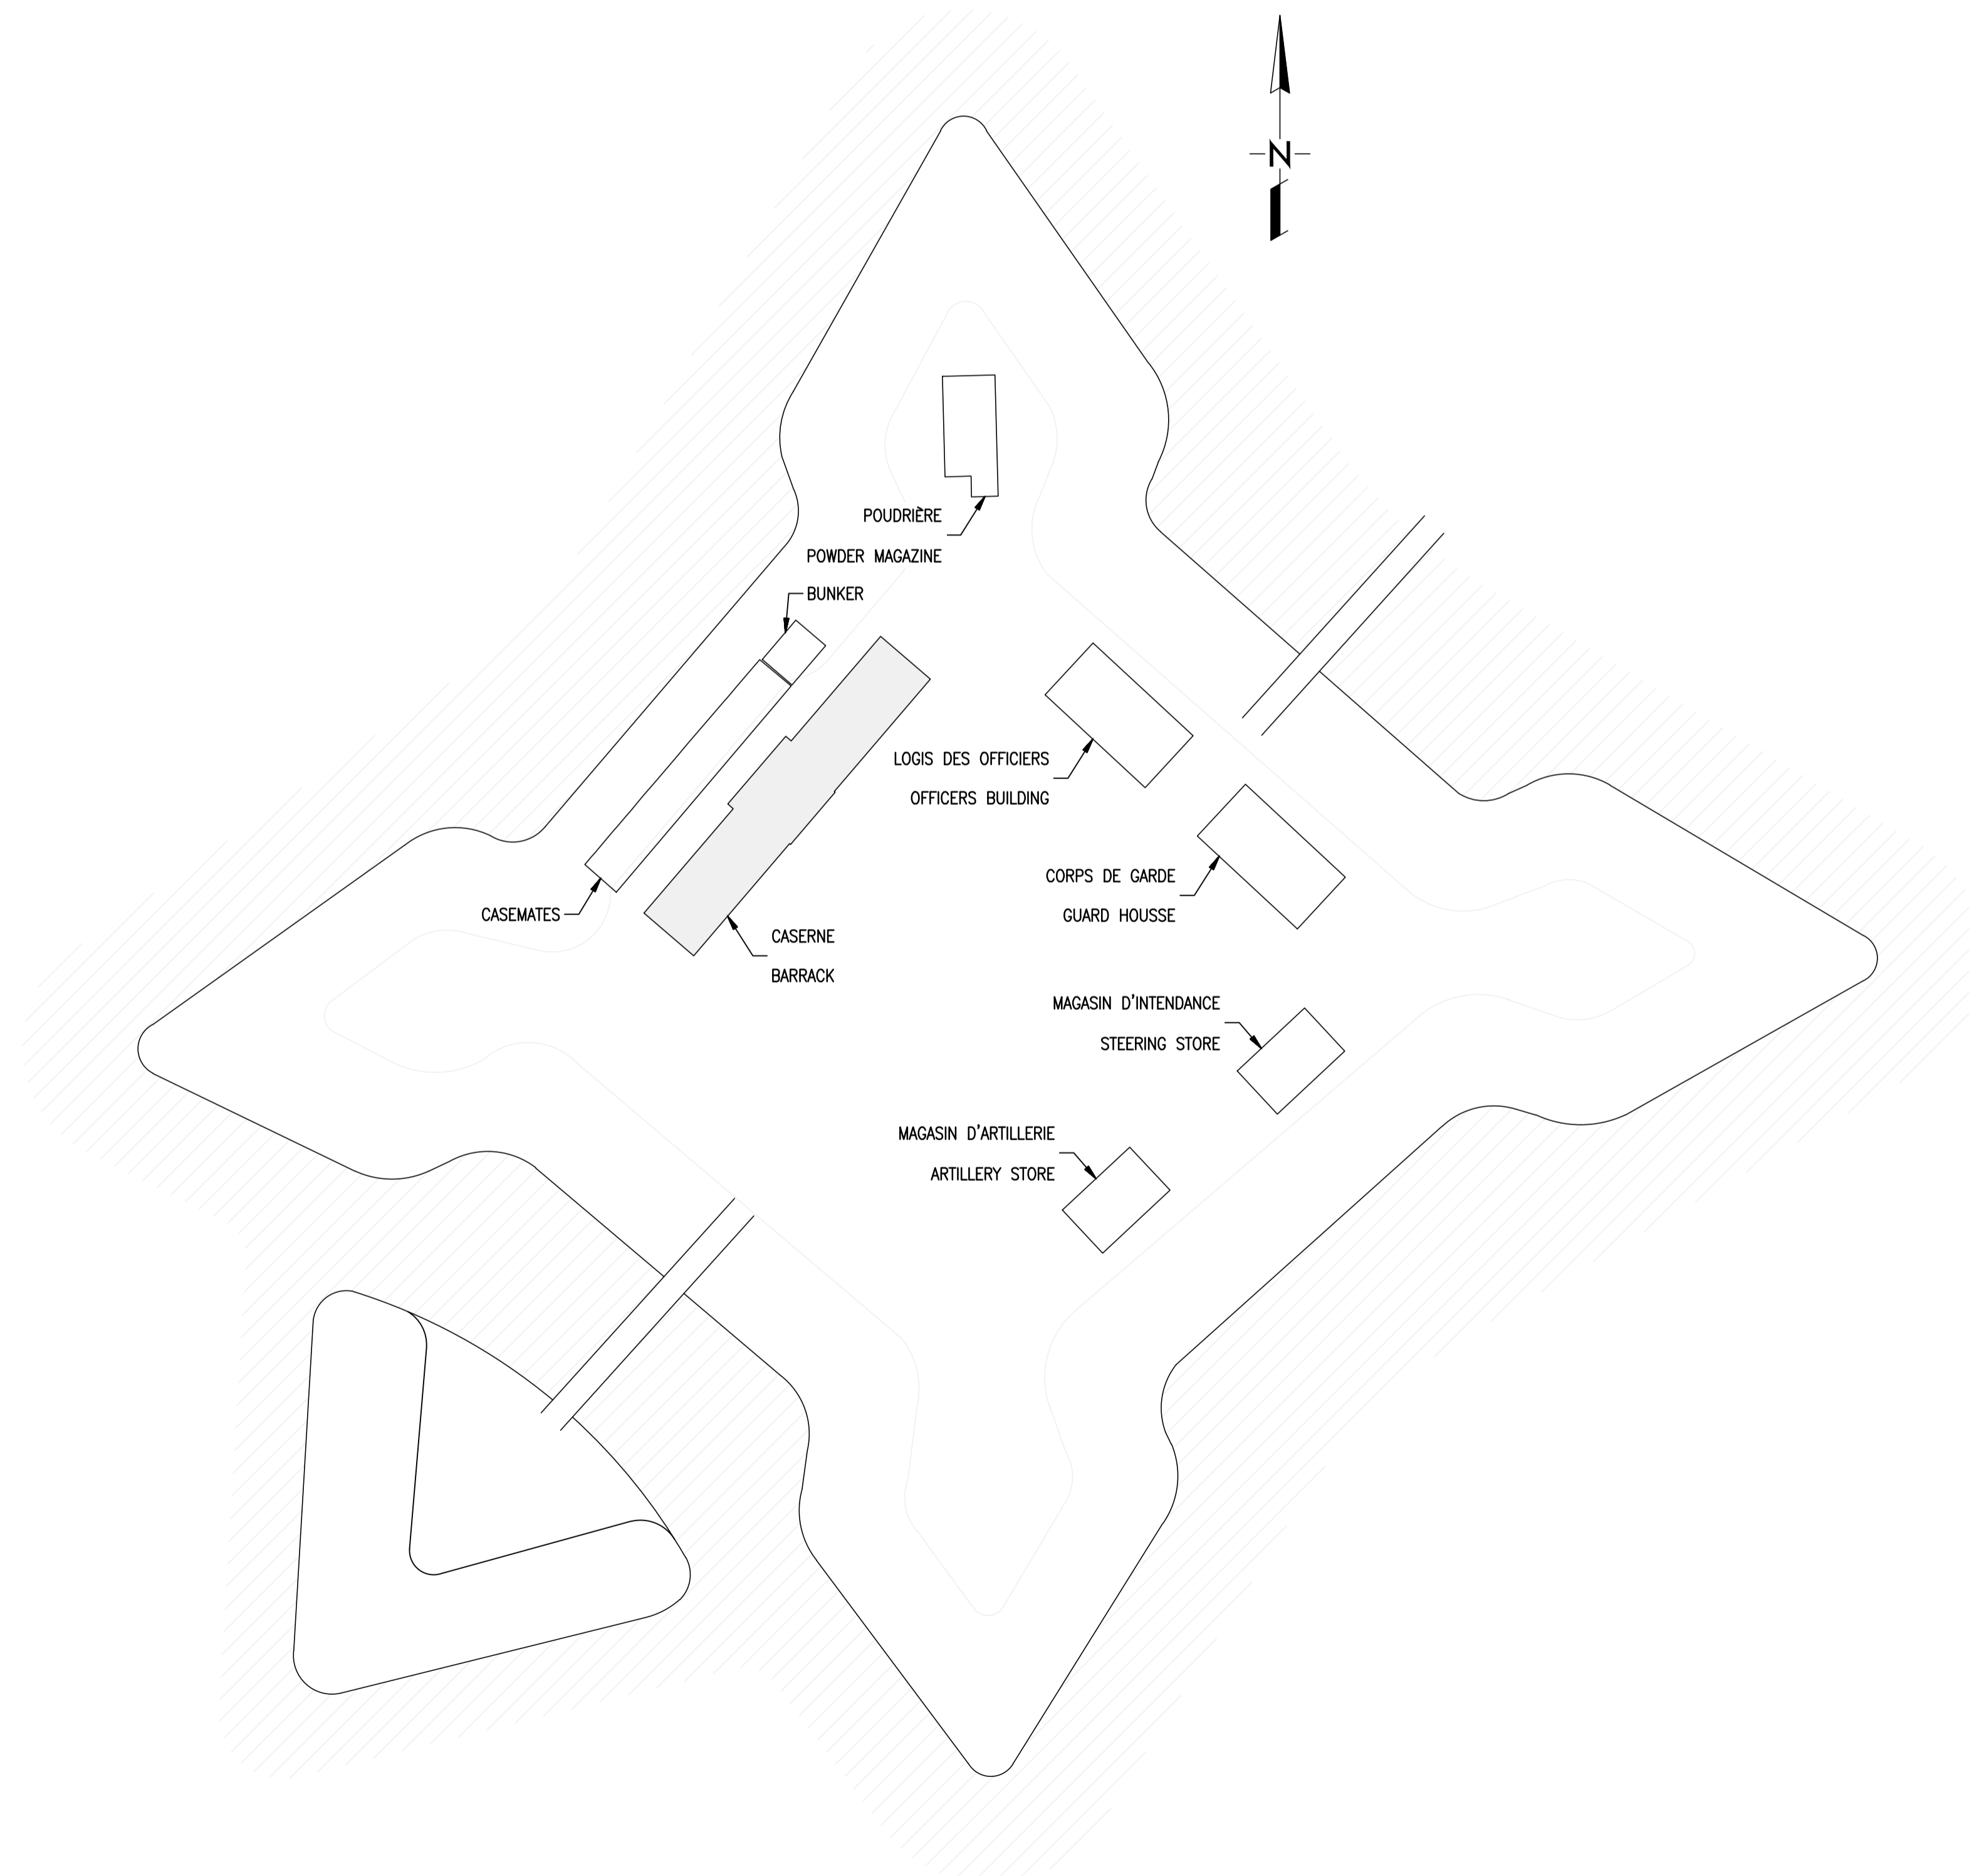 N
POUDRIÈRE
POWDER MAGAZINE
BUNKER
LOGIS DES OFFICIERS
OFFICERS BUILDING
CORPS DE GARDE
GUARD HOUSSE
CASEMATES
CASERNE
BARRACK
MAGASIN D'INTENDANCE
STEERING STORE
MAGASIN D'ARTILLERIE
ARTILLERY STORE